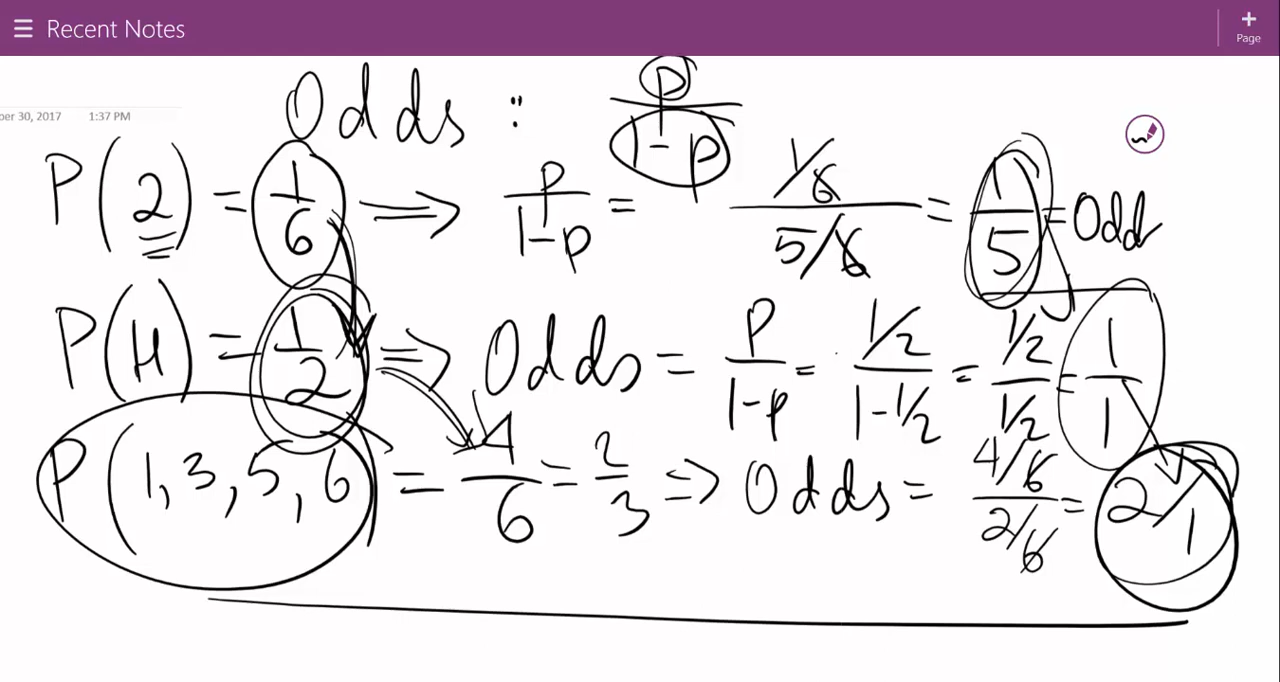 Recent Notes
+
Page
ber 30, 2017 1:37 PM
Odds : p/(1-p)
P(2) = 1/6 ⟹ p/(1-p) = (1/6)/(5/6) = 1/5 = Odd
P(H) = 1/2 ⟹ Odds = p/(1-p) = (1/2)/(1-1/2) = (1/2)/(1/2) = 1/1
P(1,3,5,6) = 4/6 = 2/3 ⟹ Odds = (4/6)/(2/6) = 2/1